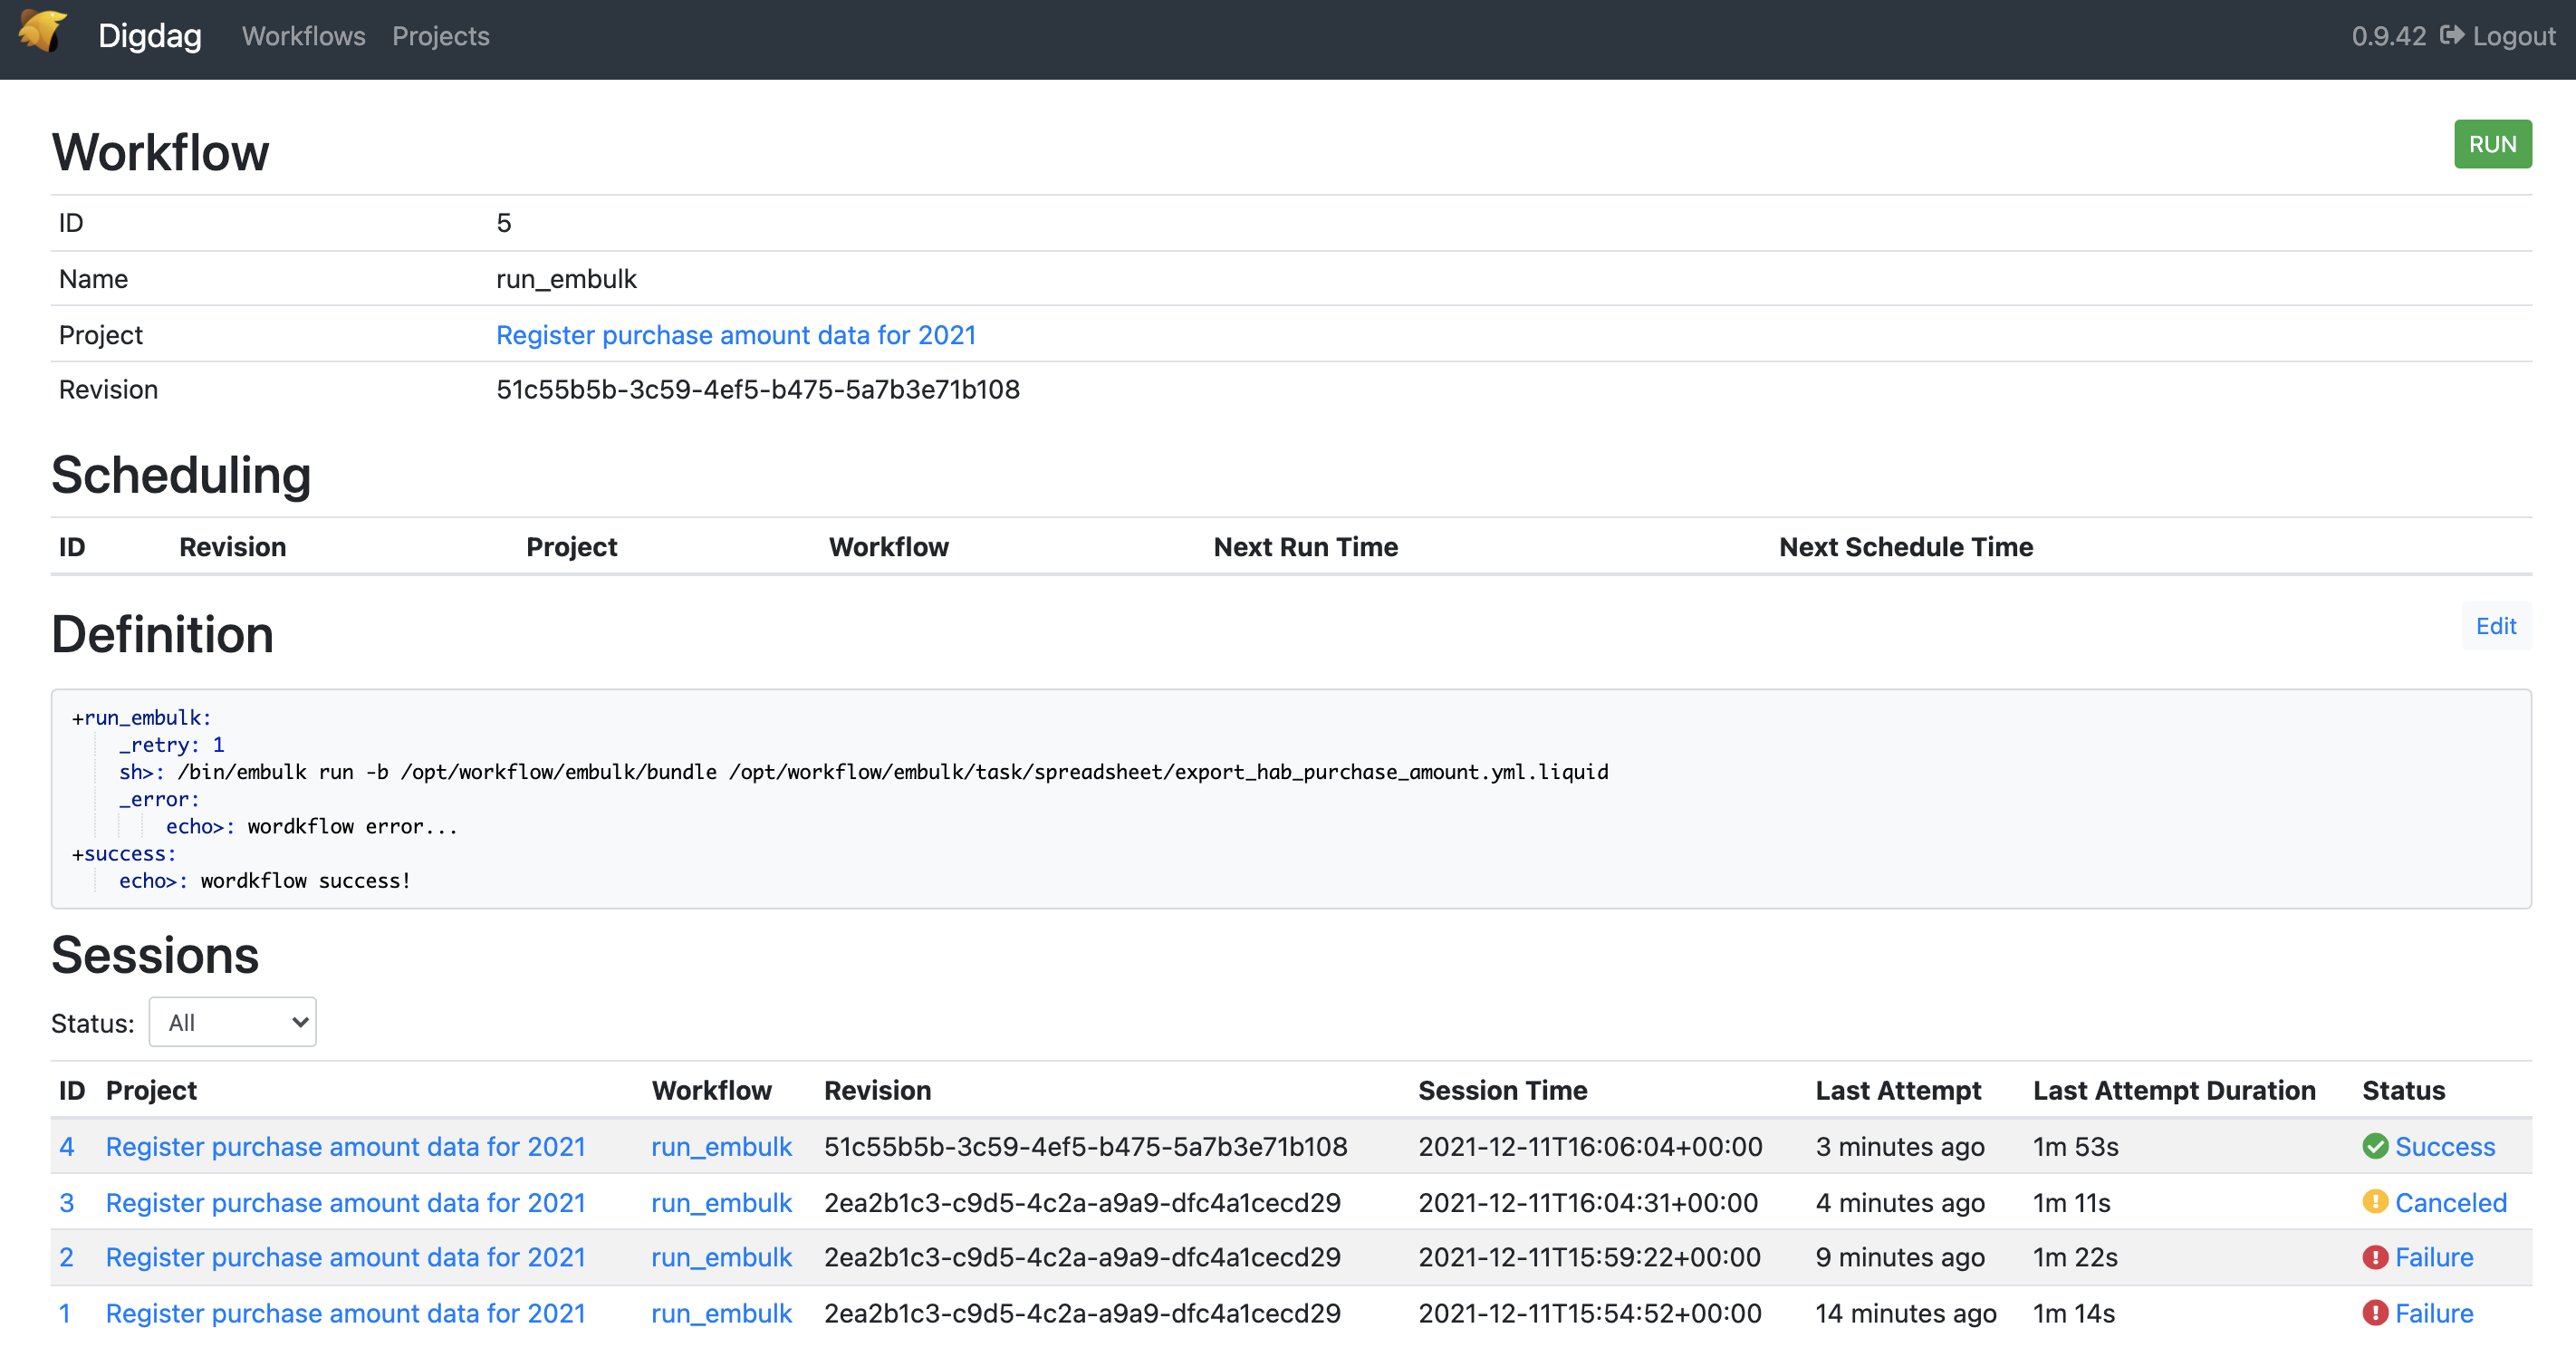 Digdag Workflows Projects 0.9.42 Logout
Workflow RUN
ID 5
Name run_embulk
Project Register purchase amount data for 2021
Revision 51c55b5b-3c59-4ef5-b475-5a7b3e71b108
Scheduling
ID Revision Project Workflow Next Run Time Next Schedule Time
Definition Edit
+run_embulk:
_retry: 1
sh>: /bin/embulk run -b /opt/workflow/embulk/bundle /opt/workflow/embulk/task/spreadsheet/export_hab_purchase_amount.yml.liquid
_error:
echo>: wordkflow error...
+success:
echo>: wordkflow success!
Sessions
Status: All
ID Project Workflow Revision Session Time Last Attempt Last Attempt Duration Status
4 Register purchase amount data for 2021 run_embulk 51c55b5b-3c59-4ef5-b475-5a7b3e71b108 2021-12-11T16:06:04+00:00 3 minutes ago 1m 53s Success
3 Register purchase amount data for 2021 run_embulk 2ea2b1c3-c9d5-4c2a-a9a9-dfc4a1cecd29 2021-12-11T16:04:31+00:00 4 minutes ago 1m 11s Canceled
2 Register purchase amount data for 2021 run_embulk 2ea2b1c3-c9d5-4c2a-a9a9-dfc4a1cecd29 2021-12-11T15:59:22+00:00 9 minutes ago 1m 22s Failure
1 Register purchase amount data for 2021 run_embulk 2ea2b1c3-c9d5-4c2a-a9a9-dfc4a1cecd29 2021-12-11T15:54:52+00:00 14 minutes ago 1m 14s Failure